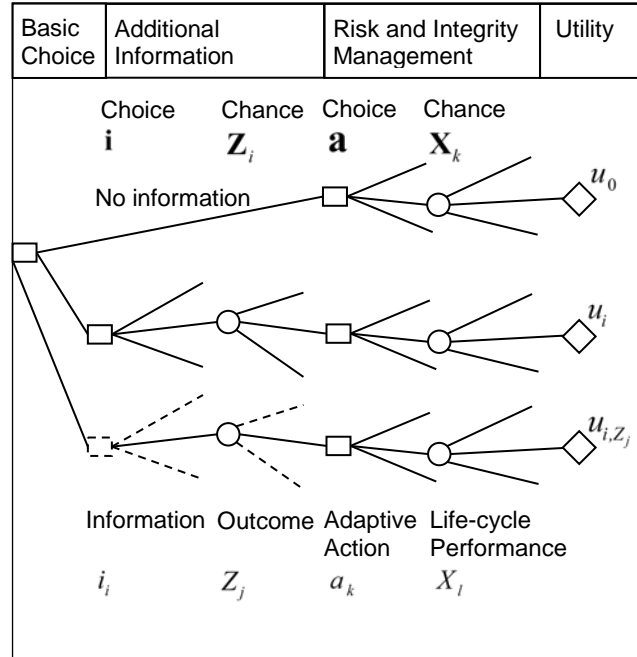 Basic Choice
Additional Information
Risk and Integrity Management
Utility
Choice Chance Choice Chance
i Z_i a X_k
No information
u_0
u_i
u_{i,Z_j}
Information Outcome Adaptive Action Life-cycle Performance
i_i Z_j a_k X_l